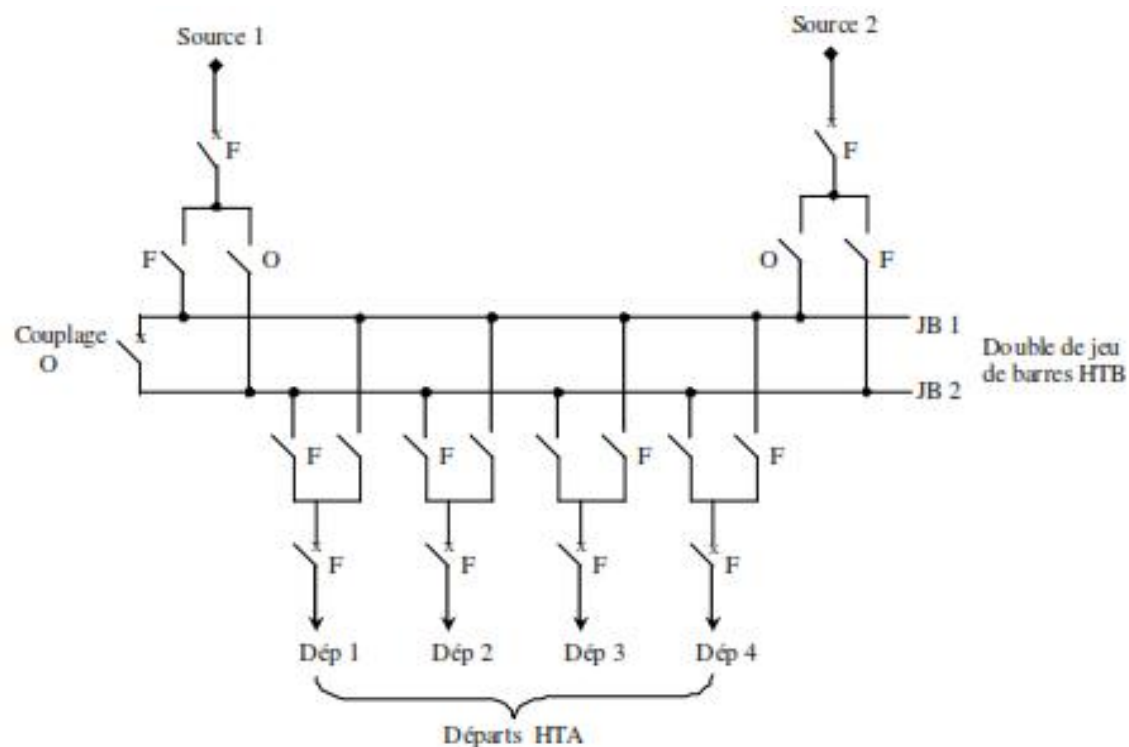 Source 1
Source 2
F
F
F
O
O
F
Couplage
O
JB 1
Double de jeu
de barres HTB
JB 2
F
F
F
F
F
F
F
F
Dép 1
Dép 2
Dép 3
Dép 4
Départs HTA